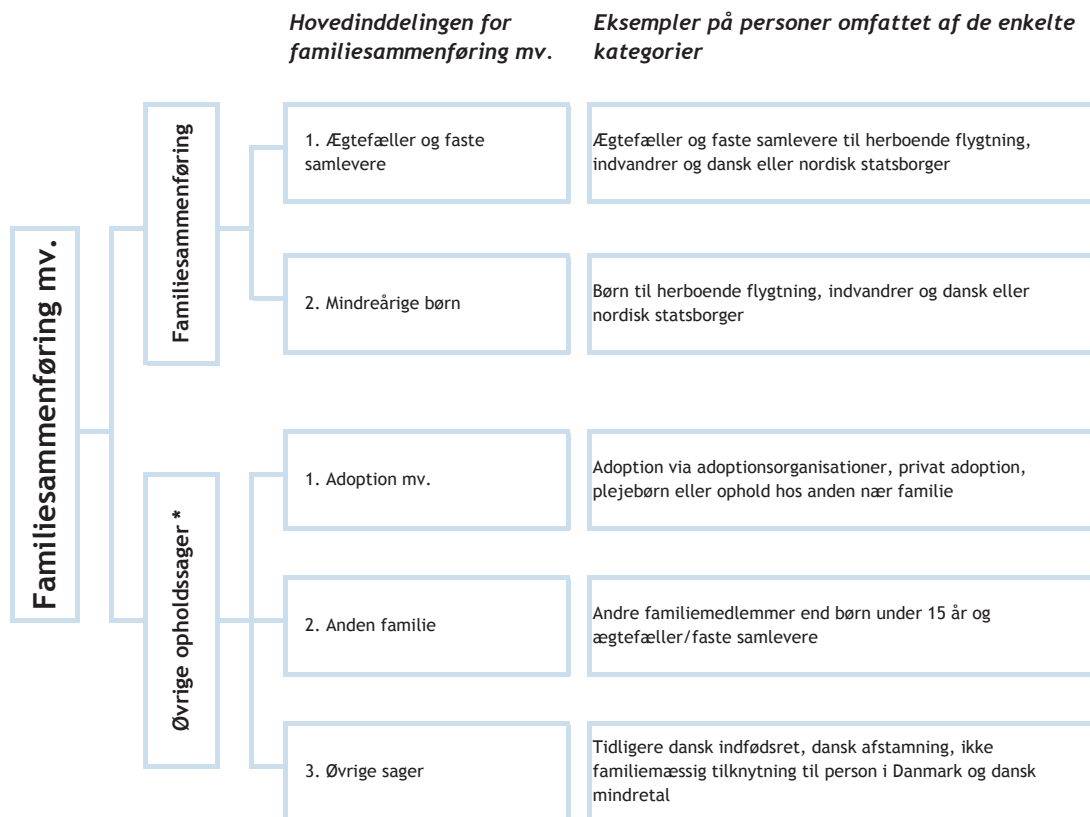 Hovedinddelingen for
familiesammenføring mv.
Eksempler på personer omfattet af de enkelte
kategorier
Familiesammenføring mv.
Familiesammenføring
1. Ægtefæller og faste
samlevere
Ægtefæller og faste samlevere til herboende flygtning,
indvandrer og dansk eller nordisk statsborger
2. Mindreårige børn
Børn til herboende flygtning, indvandrer og dansk eller
nordisk statsborger
Øvrige opholdssager *
1. Adoption mv.
Adoption via adoptionsorganisationer, privat adoption,
plejebørn eller ophold hos anden nær familie
2. Anden familie
Andre familiemedlemmer end børn under 15 år og
ægtefæller/faste samlevere
3. Øvrige sager
Tidligere dansk indfødsret, dansk afstamning, ikke
familiemæssig tilknytning til person i Danmark og dansk
mindretal